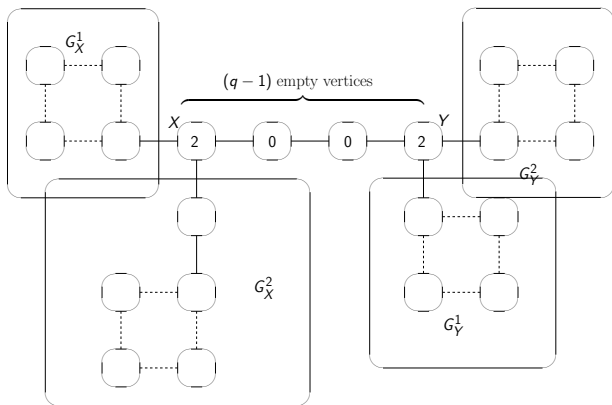 G_X^1
(q − 1) empty vertices
X
Y
2 0 0 2
G_Y^2
G_X^2
G_Y^1